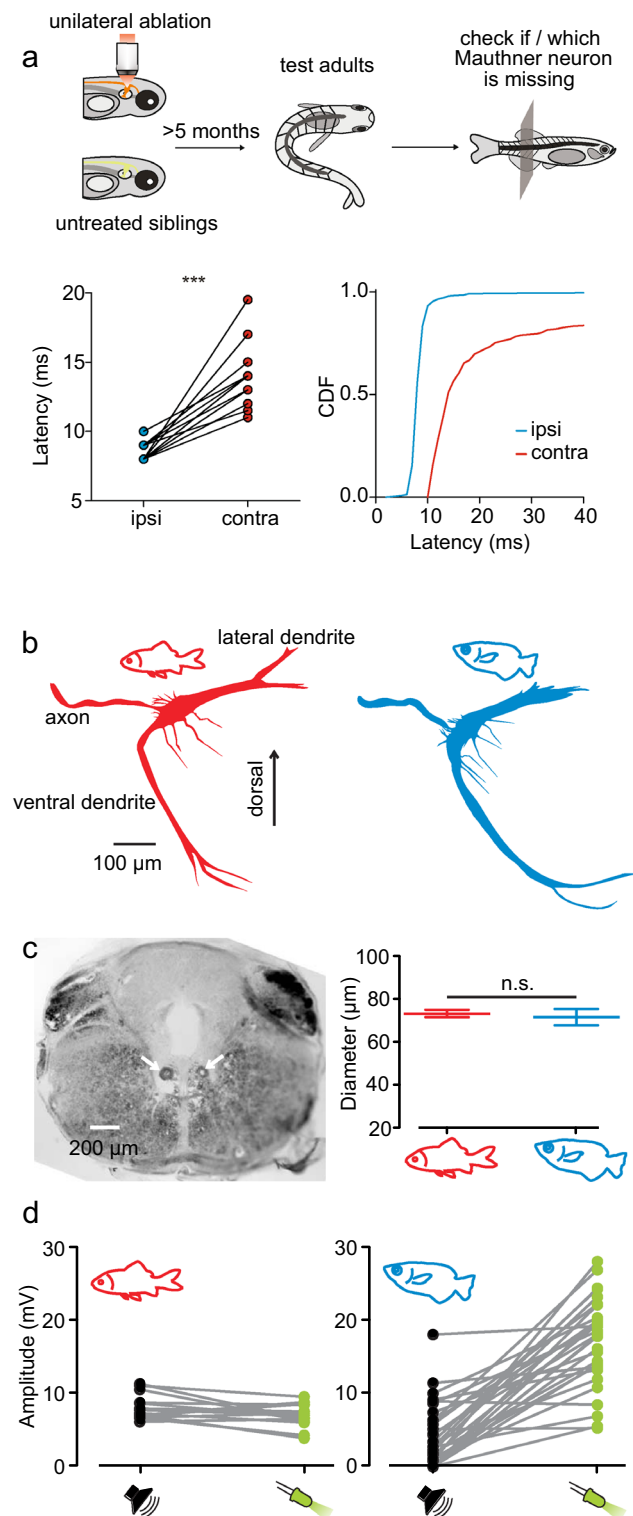 a
unilateral ablation
untreated siblings
>5 months
test adults
check if / which
Mauthner neuron
is missing
***
Latency (ms)
20
15
10
5
ipsi
contra
CDF
1.0
0.5
0.0
ipsi
contra
0
10
20
30
40
Latency (ms)
b
lateral dendrite
axon
ventral dendrite
dorsal
100 µm
c
200 µm
Diameter (µm)
100
80
60
40
20
n.s.
d
Amplitude (mV)
30
20
10
0
30
20
10
0